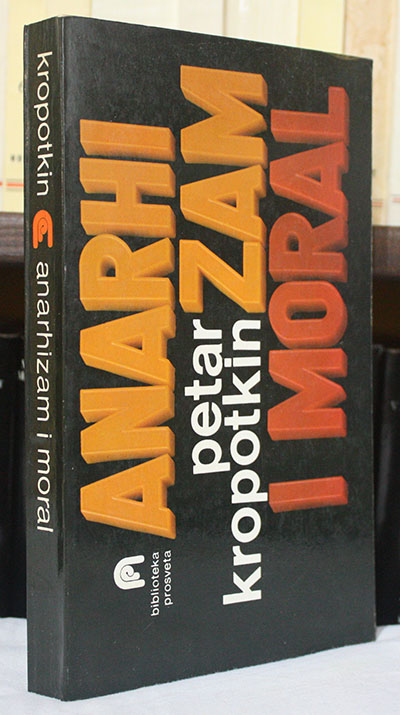 kropotkin anarhizam i moral
ANARHI
ZAM
petar
kropotkin
I MORAL
biblioteka
prosveta